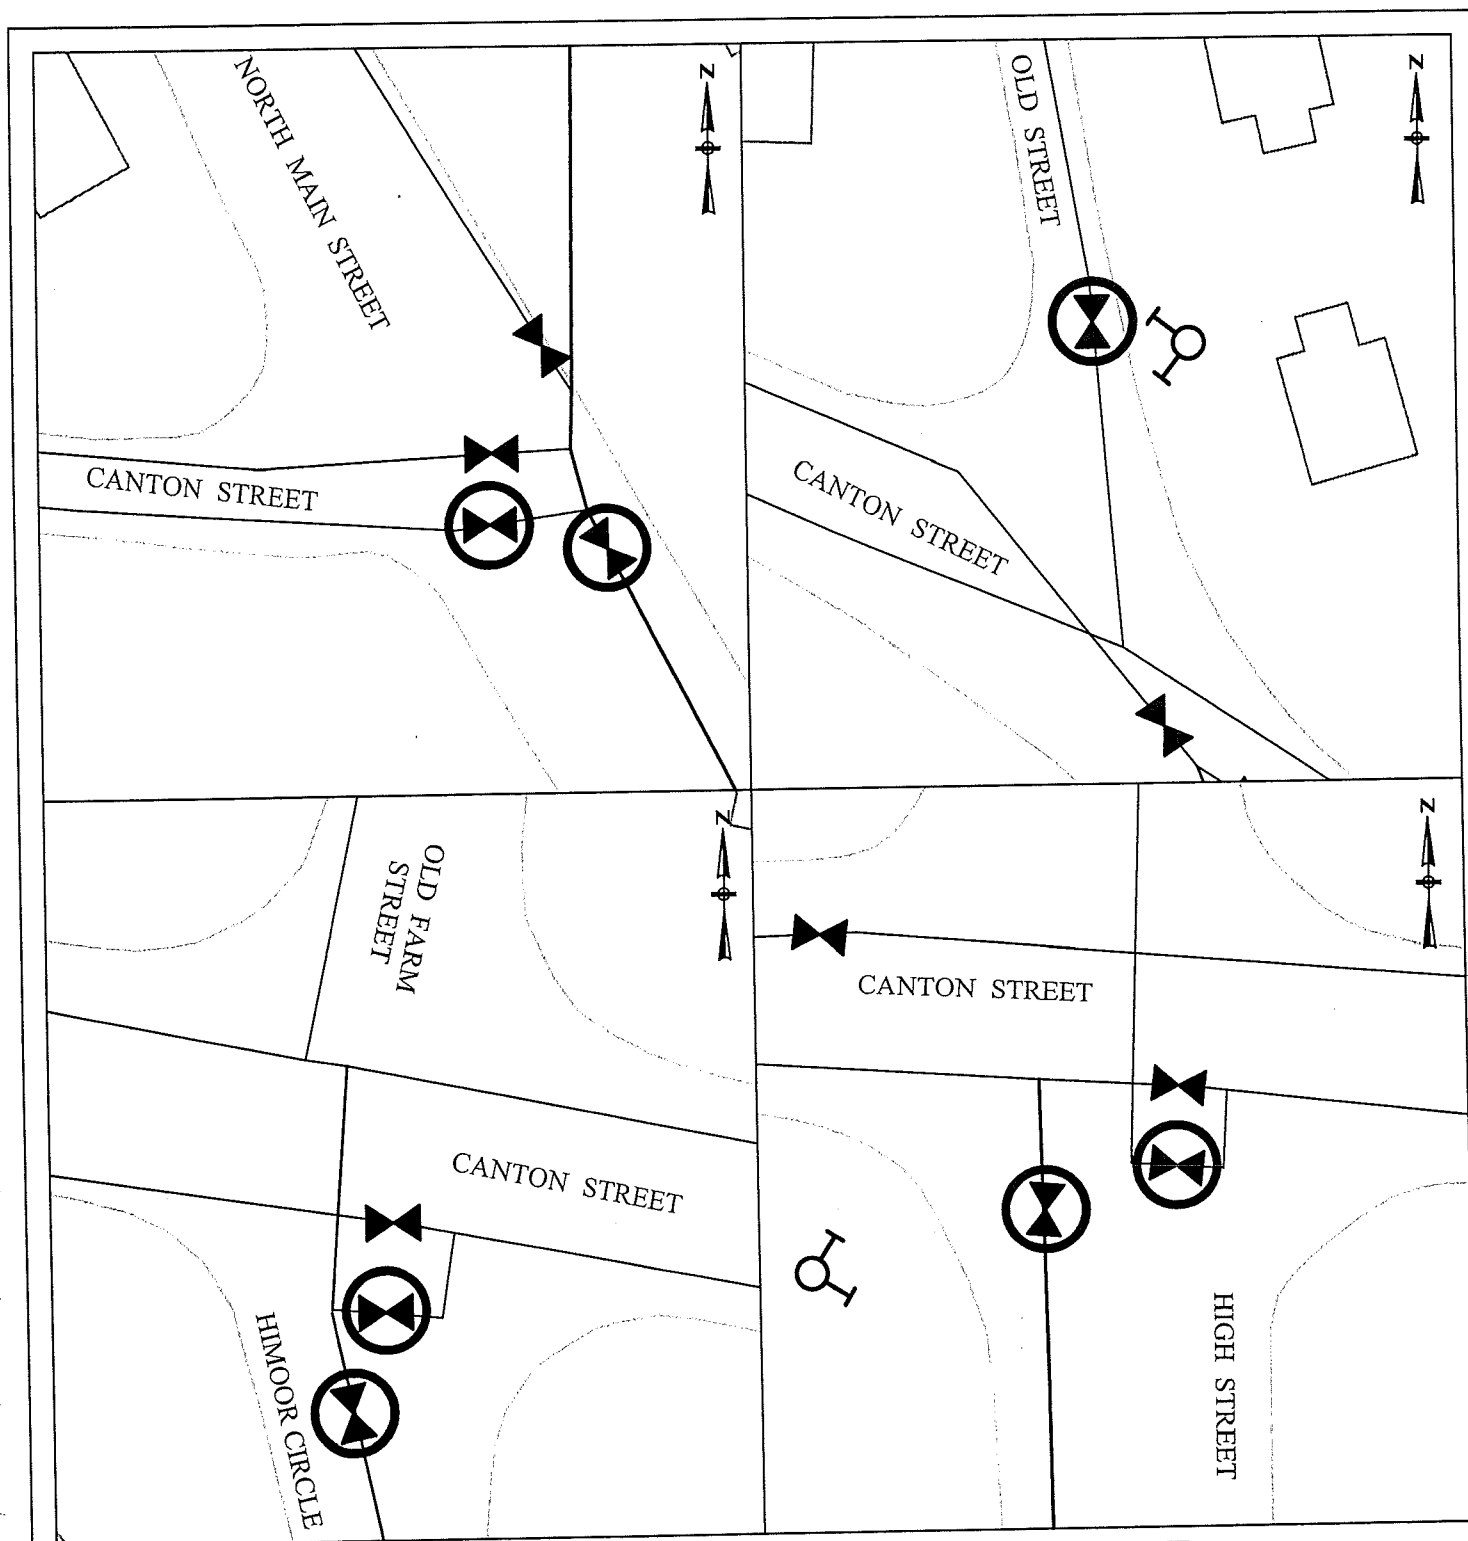 NORTH MAIN STREET
N
CANTON STREET
OLD STREET
N
CANTON STREET
OLD FARM
STREET
N
CANTON STREET
HIMOOR CIRCLE
N
CANTON STREET
HIGH STREET